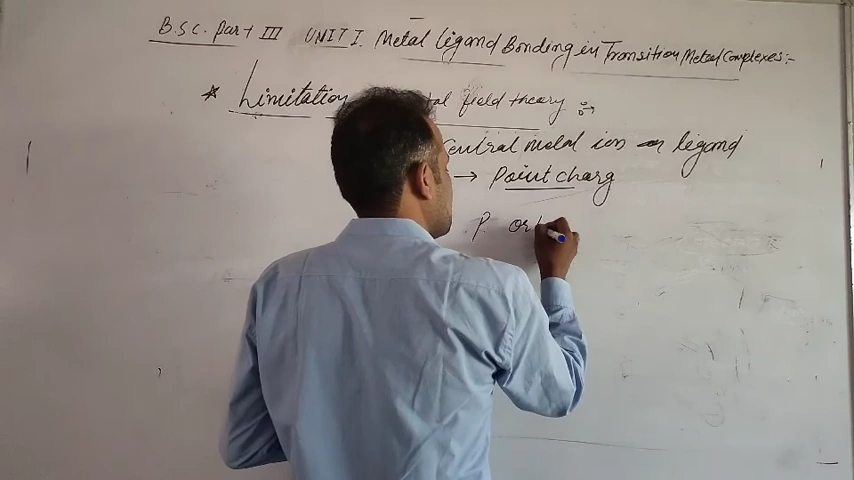 B.Sc. Part III UNIT I. Metal Ligand Bonding in Transition Metal Complexes:-
* Limitation tal field theory :→
Central metal ion ligand
→ Point charg
P. or